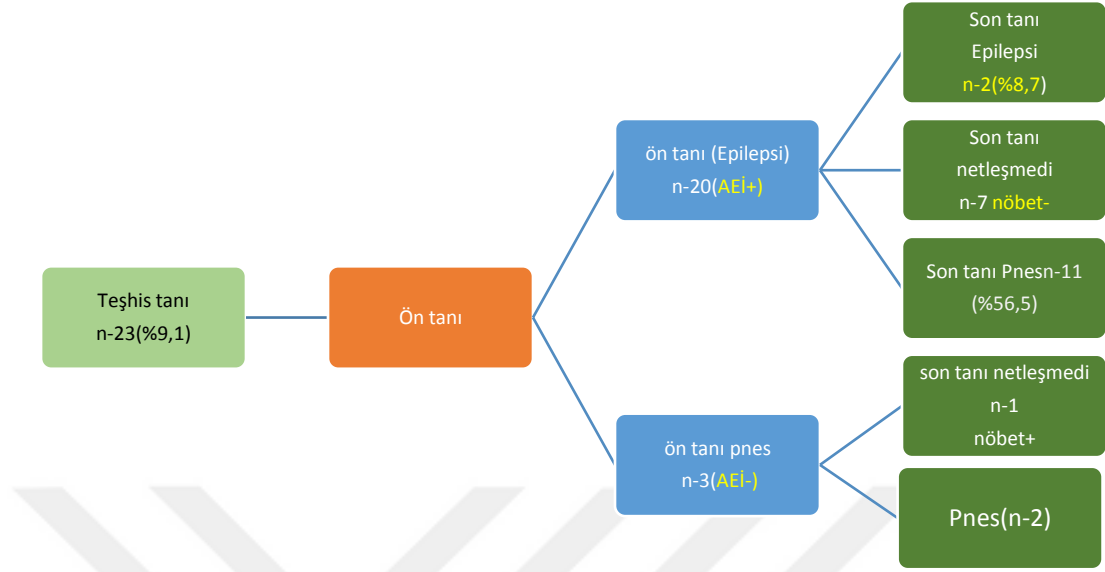 Teşhis tanı
n-23(%9,1)
Ön tanı
ön tanı (Epilepsi)
n-20(AEİ+)
ön tanı pnes
n-3(AEİ-)
Son tanı
Epilepsi
n-2(%8,7)
Son tanı
netleşmedi
n-7 nöbet-
Son tanı Pnesn-11
(%56,5)
son tanı netleşmedi
n-1
nöbet+
Pnes(n-2)